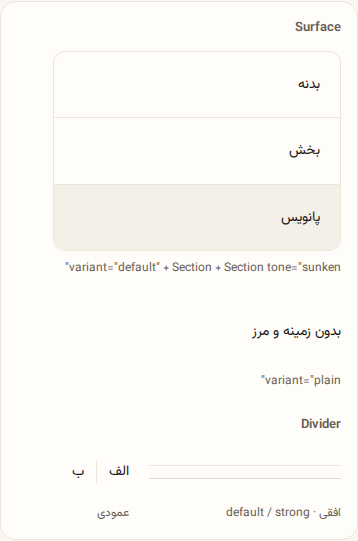 Surface
بدنه
بخش
پانویس
variant="default" + Section + Section tone="sunken"
بدون زمینه و مرز
variant="plain"
Divider
الف ب
افقی · default / strong عمودی